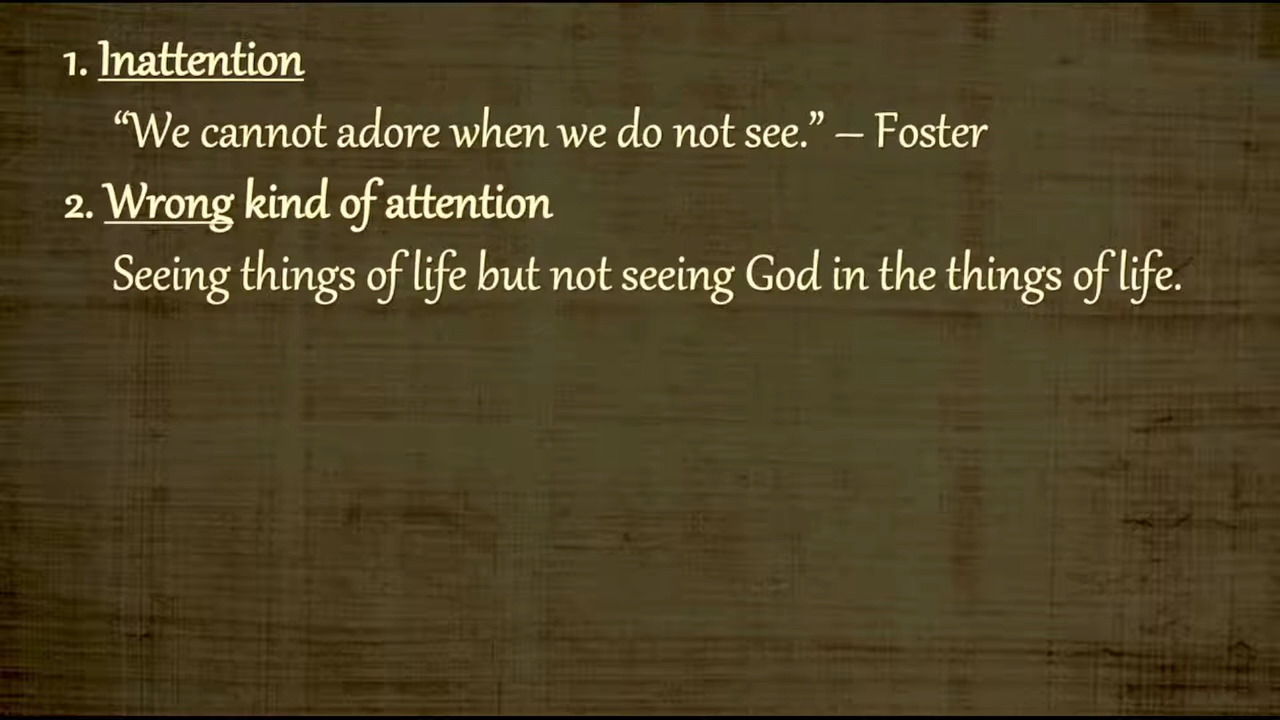 1. Inattention
“We cannot adore when we do not see.” – Foster
2. Wrong kind of attention
Seeing things of life but not seeing God in the things of life.